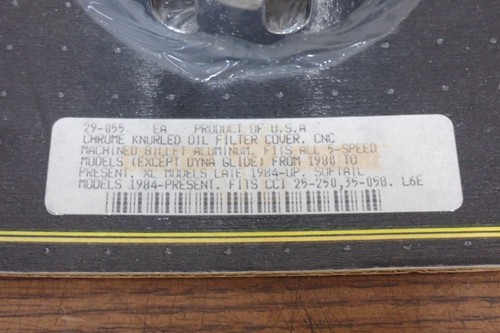 29-055 EA PRODUCT OF U.S.A
CHROME KNURLED OIL FILTER COVER. CNC
MACHINED BILLET ALUMINUM. FITS ALL 5-SPEED
MODELS (EXCEPT DYNA GLIDE) FROM 1980 TO
PRESENT. XL MODELS LATE 1984-UP. SOFTAIL
MODELS 1984-PRESENT. FITS CCI 25-250,35-058. L6E